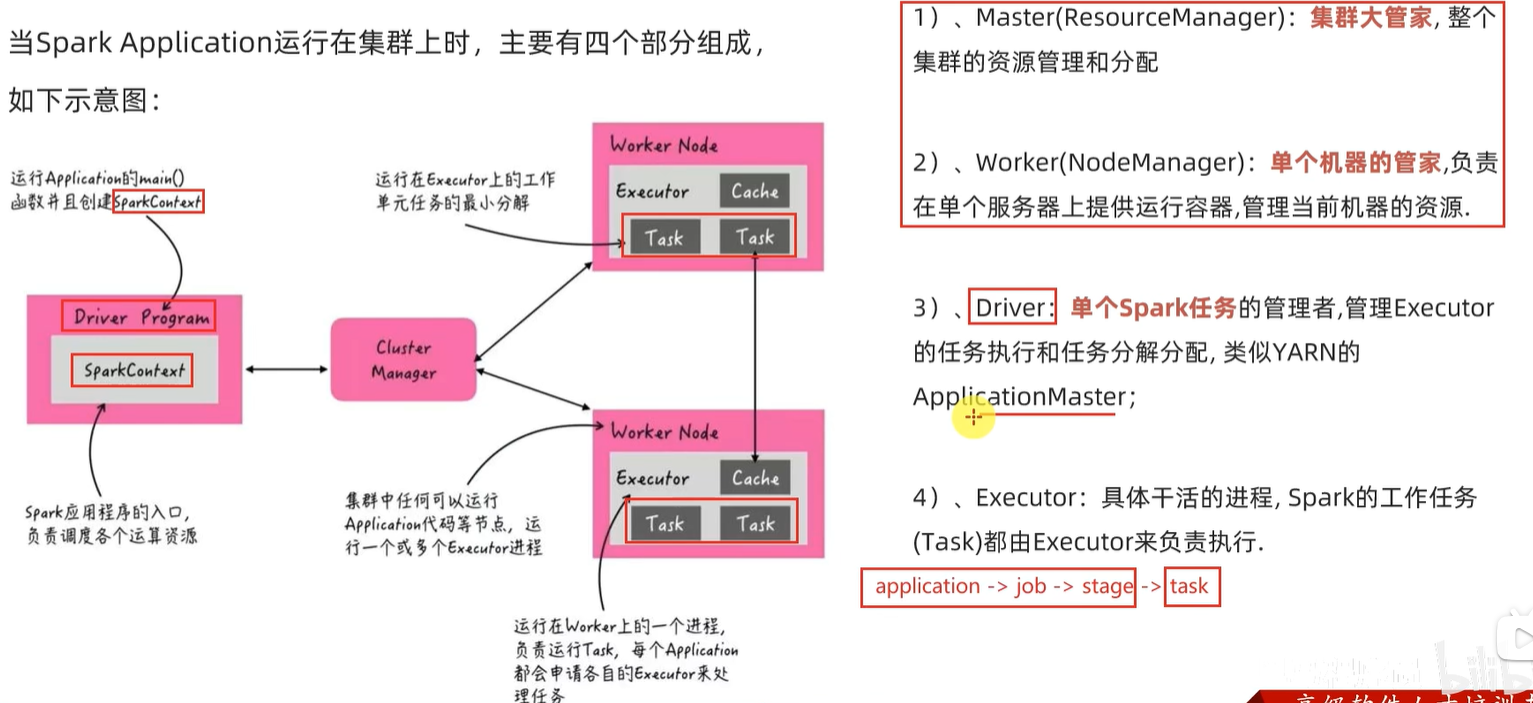 当Spark Application运行在集群上时，主要有四个部分组成，
如下示意图：
运行Application的main()
函数并且创建SparkContext
运行在Executor上的工作
单元任务的最小分解
Worker Node
Executor
Cache
Task
Task
Driver Program
SparkContext
Cluster
Manager
Worker Node
Executor
Cache
Task
Task
Spark应用程序的入口，
负责调度各个运算资源
集群中任何可以运行
Application代码等节点，运
行一个或多个Executor进程
运行在Worker上的一个进程，
负责运行Task，每个Application
都会申请各自的Executor来处
理任务
1）、Master(ResourceManager)：集群大管家, 整个
集群的资源管理和分配
2）、Worker(NodeManager)：单个机器的管家,负责
在单个服务器上提供运行容器,管理当前机器的资源.
3）、Driver：单个Spark任务的管理者,管理Executor
的任务执行和任务分解分配, 类似YARN的
ApplicationMaster；
4）、Executor：具体干活的进程, Spark的工作任务
(Task)都由Executor来负责执行.
application -> job -> stage -> task